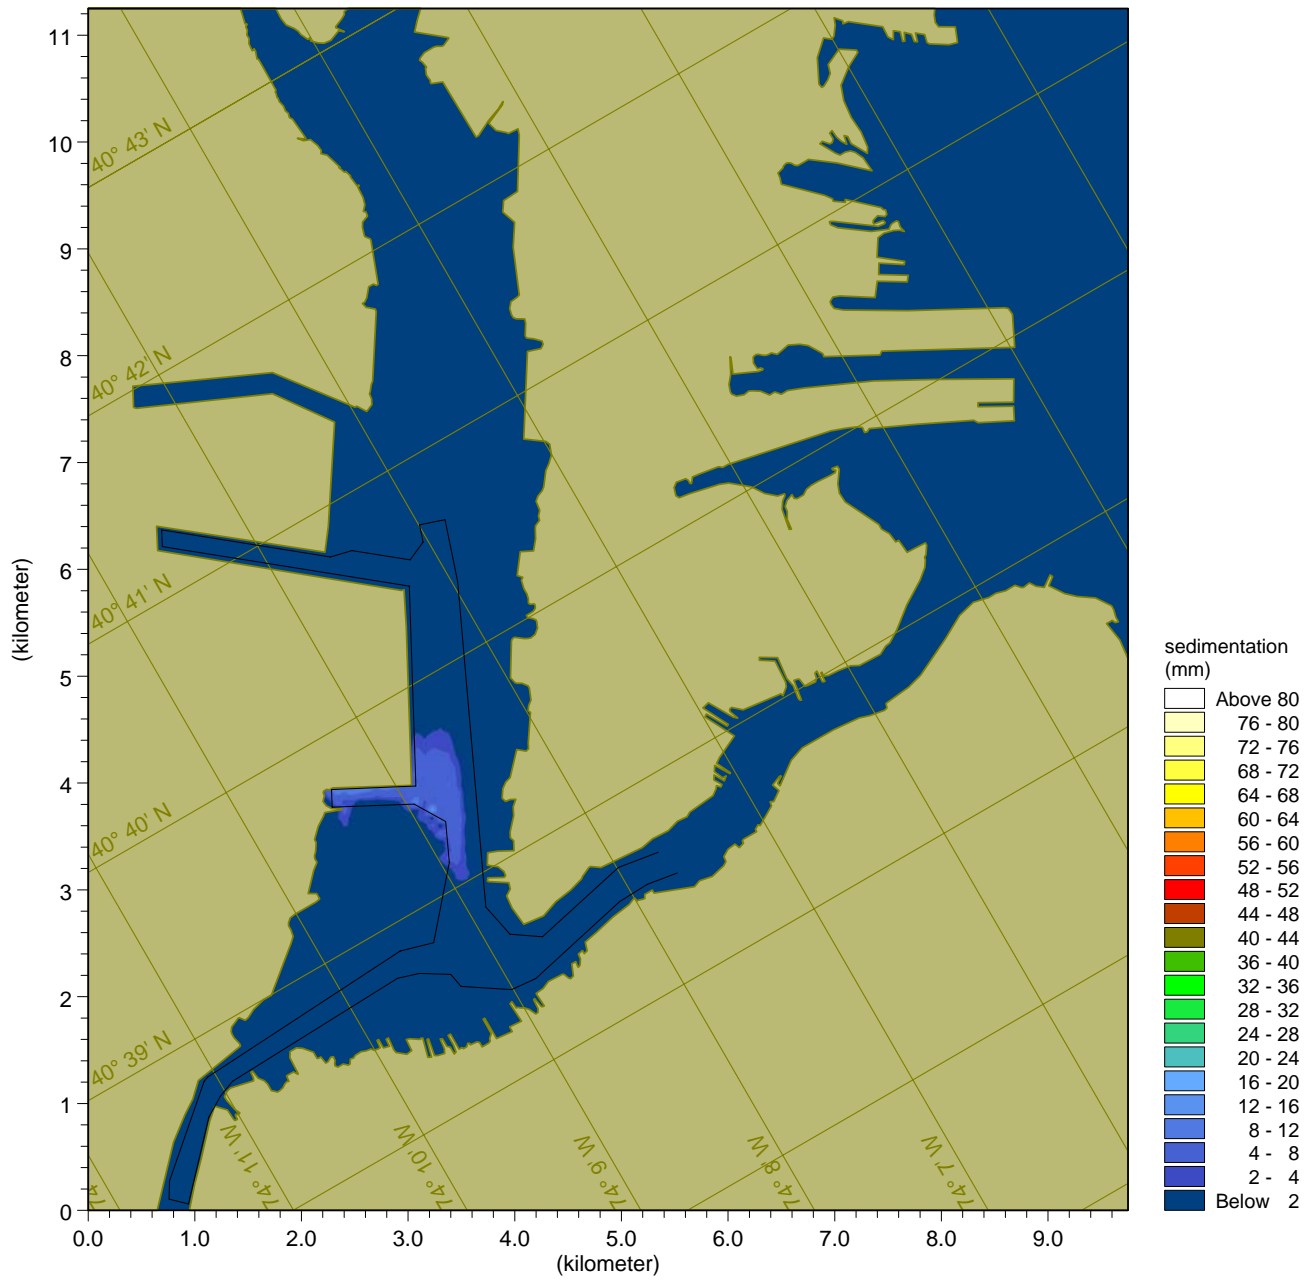 11
10
9
8
7
6
5
4
3
2
1
0
(kilometer)
40° 43' N
40° 42' N
40° 41' N
40° 40' N
40° 39' N
74
74° 11' W
74° 10' W
74° 9' W
74° 8' W
74° 7' W
0.0 1.0 2.0 3.0 4.0 5.0 6.0 7.0 8.0 9.0
(kilometer)
sedimentation
(mm)
Above 80
76 - 80
72 - 76
68 - 72
64 - 68
60 - 64
56 - 60
52 - 56
48 - 52
44 - 48
40 - 44
36 - 40
32 - 36
28 - 32
24 - 28
20 - 24
16 - 20
12 - 16
8 - 12
4 - 8
2 - 4
Below 2